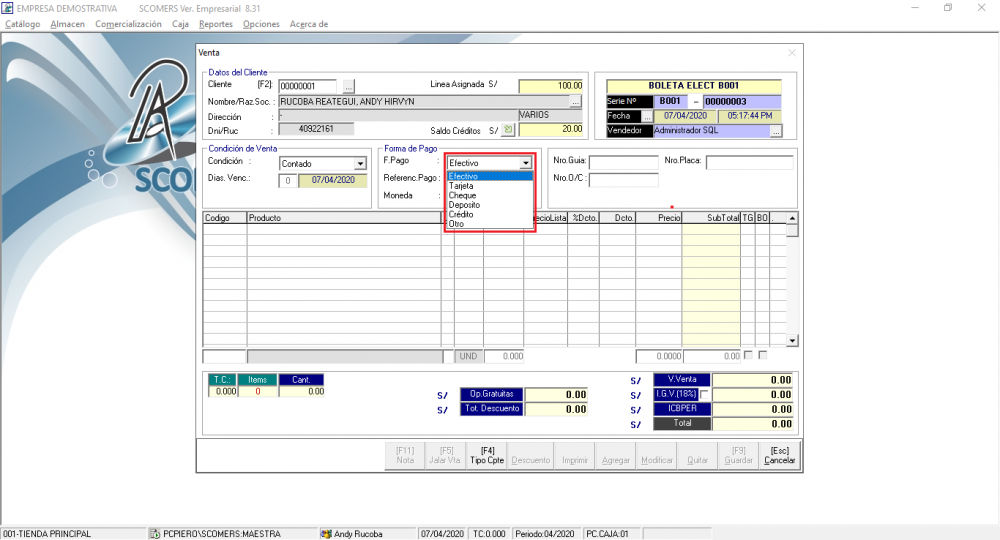 EMPRESA DEMOSTRATIVA SCOMERS Ver. Empresarial 8.31
Catálogo Almacen Comercialización Caja Reportes Opciones Acerca de
SCO
Venta
Datos del Cliente
Cliente [F2]: 00000001 ... Linea Asignada S/ 100.00
Nombre/Raz.Soc. : RUCOBA REATEGUI, ANDY HIRVYN ...
Dirección : - VARIOS
Dni/Ruc : 40922161 Saldo Créditos S/ 20.00
BOLETA ELECT B001
Serie Nº B001 - 00000003
Fecha ... 07/04/2020 05:17:44 PM
Vendedor Administrador SQL ...
Condición de Venta
Condición : Contado
Dias. Venc.: 0 07/04/2020
Forma de Pago
F.Pago : Efectivo
Referenc.Pago :
Moneda :
Efectivo
Tarjeta
Cheque
Deposito
Crédito
Otro
Nro.Guia: Nro.Placa:
Nro.O/C :
Codigo Producto ecioLista %Dcto. Dcto. Precio SubTotal TG BO .
UND 0.000 0.0000 0.00
T.C.: Items Cant.
0.000 0 0.00
S/ Op.Gratuitas 0.00
S/ Tot. Descuento 0.00
S/ V.Venta 0.00
S/ I.G.V.(18%) 0.00
S/ ICBPER 0.00
S/ Total 0.00
[F11] Nota
[F5] Jalar Vta
[F4] Tipo Cpte
Descuento
Imprimir
Agregar
Modificar
Quitar
[F9] Guardar
[Esc] Cancelar
001-TIENDA PRINCIPAL PCPIERO\SCOMERS:MAESTRA Andy Rucoba 07/04/2020 TC:0.000 Periodo:04/2020 PC.CAJA:01